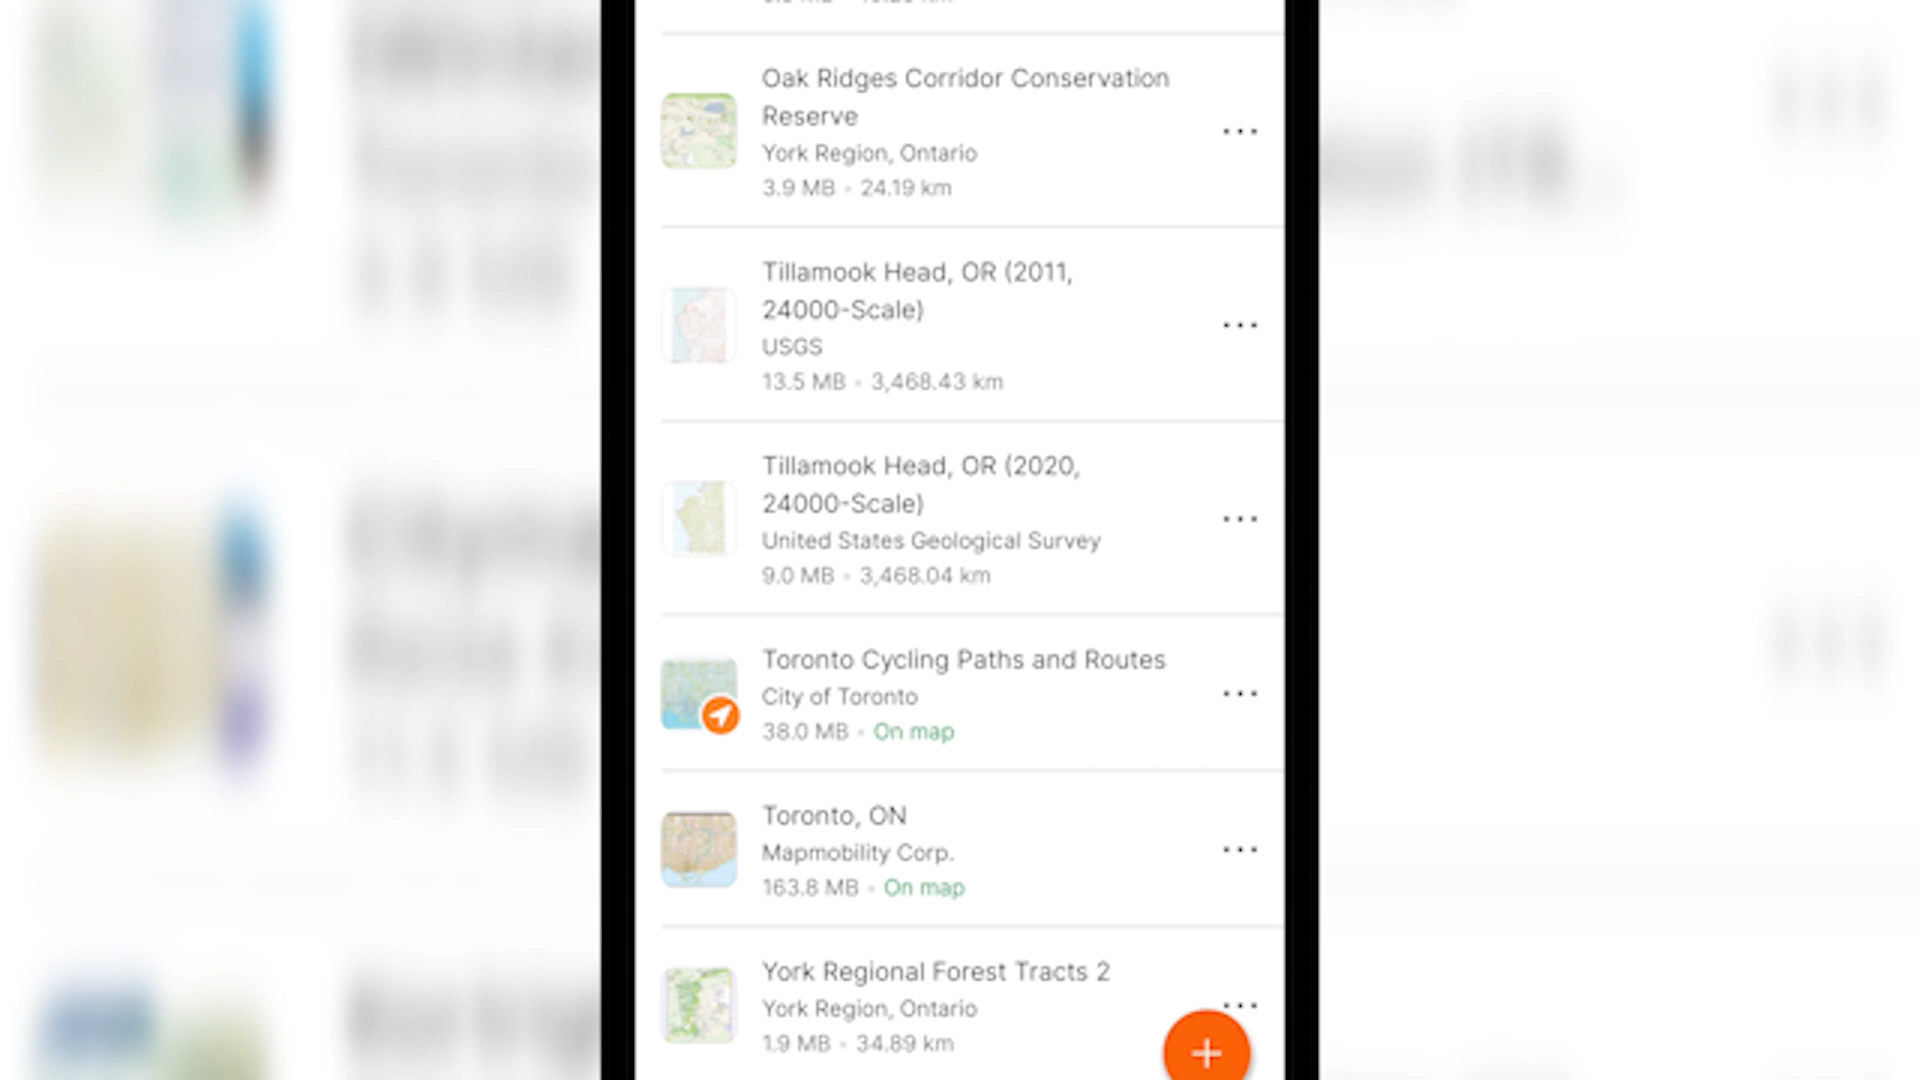 Oak Ridges Corridor Conservation
Reserve
York Region, Ontario
3.9 MB • 24.19 km
Tillamook Head, OR (2011,
24000-Scale)
USGS
13.5 MB • 3,468.43 km
Tillamook Head, OR (2020,
24000-Scale)
United States Geological Survey
9.0 MB • 3,468.04 km
Toronto Cycling Paths and Routes
City of Toronto
38.0 MB • On map
Toronto, ON
Mapmobility Corp.
163.8 MB • On map
York Regional Forest Tracts 2
York Region, Ontario
1.9 MB • 34.89 km